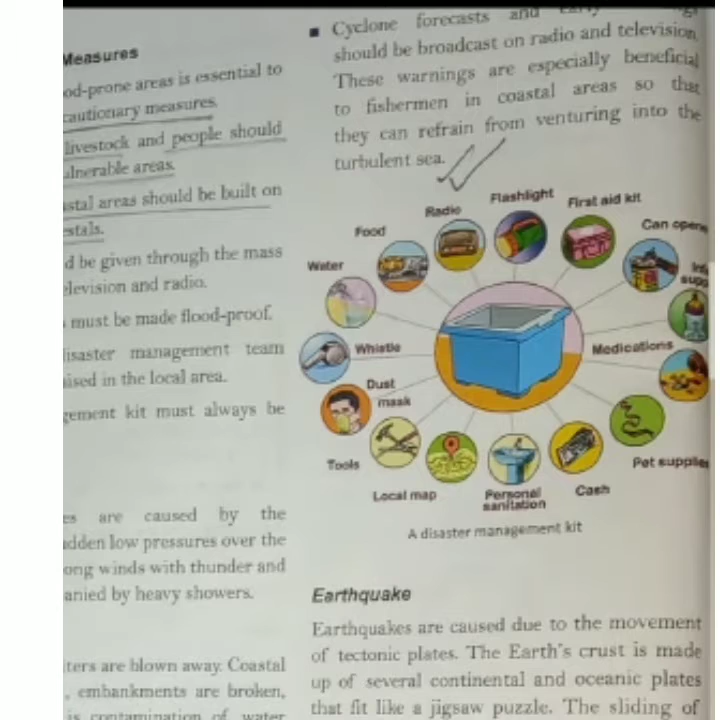 Measures
od-prone areas is essential to
cautionary measures.
livestock and people should
ulnerable areas.
astal areas should be built on
estals.
d be given through the mass
elevision and radio.
must be made flood-proof.
isaster management team
ised in the local area.
gement kit must always be
es are caused by the
dden low pressures over the
ong winds with thunder and
anied by heavy showers.
ters are blown away. Coastal
, embankments are broken,
is contamination of water
■ Cyclone forecasts and
should be broadcast on radio and television.
These warnings are especially beneficial
to fishermen in coastal areas so that
they can refrain from venturing into the
turbulent sea.
Flashlight
First aid kit
Radio
Can opene
Food
Water
Inf
supp
Whistle
Medications
Dust
mask
Tools
Pet supplie
Local map
Personal
sanitation
Cash
A disaster management kit
Earthquake
Earthquakes are caused due to the movement
of tectonic plates. The Earth's crust is made
up of several continental and oceanic plates
that fit like a jigsaw puzzle. The sliding of